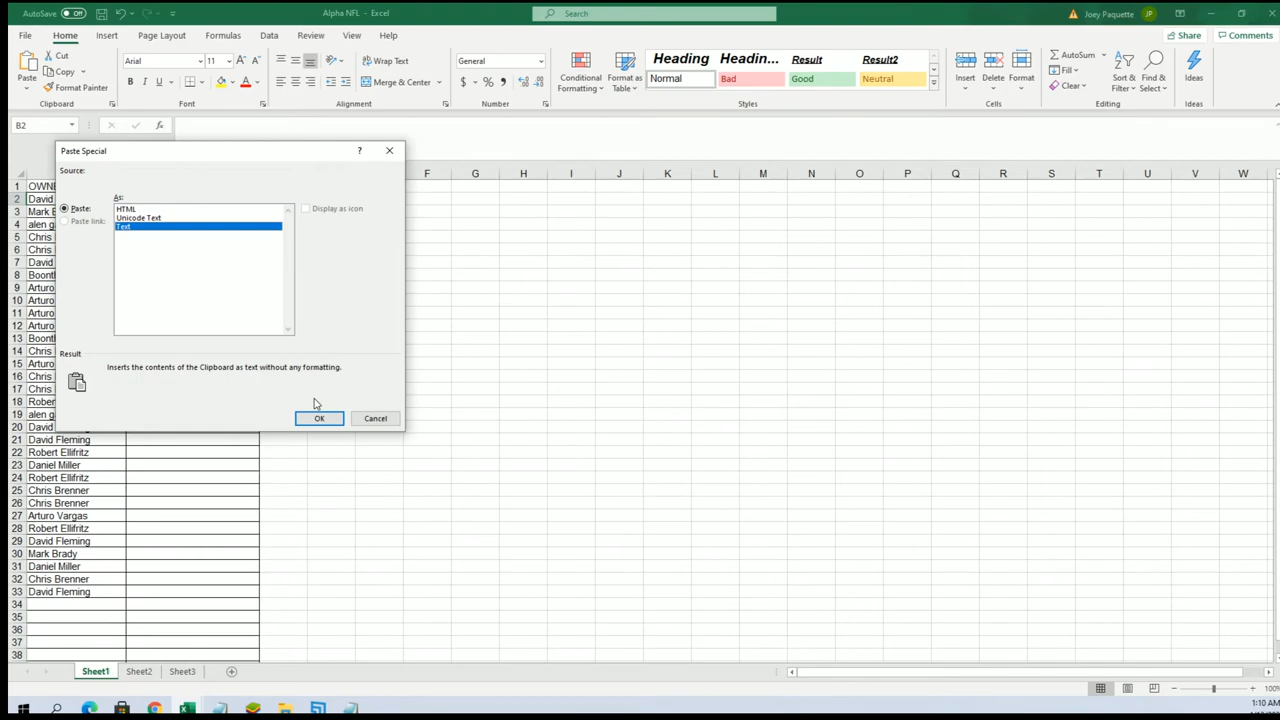 AutoSave Off Alpha NFL - Excel Search Joey Paquette JP
File Home Insert Page Layout Formulas Data Review View Help Share Comments
Paste Cut Copy Format Painter Clipboard
Arial 11 B I U A A A Font
Wrap Text Merge & Center Alignment
General $ % 9 Number
Conditional Formatting Format as Table
Heading Headin... Result Result2
Normal Bad Good Neutral
Styles
Insert Delete Format Cells
AutoSum Fill Clear Sort & Filter Find & Select Editing
Ideas Ideas
B2 fx
Paste Special ?
Source:
As:
Paste: HTML Display as icon
Paste link: Unicode Text
Text
Result
Inserts the contents of the Clipboard as text without any formatting.
OK Cancel
F G H I J K L M N O P Q R S T U V W
1 OWNE
2 David
3 Mark B
4 alen g
5 Chris
6 Chris
7 David
8 Boonth
9 Arturo
10 Arturo
11 Arturo
12 Arturo
13 Boonth
14 Chris
15 Arturo
16 Chris
17 Chris
18 Rober
19 alen g
20 David Fleming
21 David Fleming
22 Robert Ellifritz
23 Daniel Miller
24 Robert Ellifritz
25 Chris Brenner
26 Chris Brenner
27 Arturo Vargas
28 Robert Ellifritz
29 David Fleming
30 Mark Brady
31 Daniel Miller
32 Chris Brenner
33 David Fleming
34
35
36
37
38
Sheet1 Sheet2 Sheet3
100%
1:10 AM